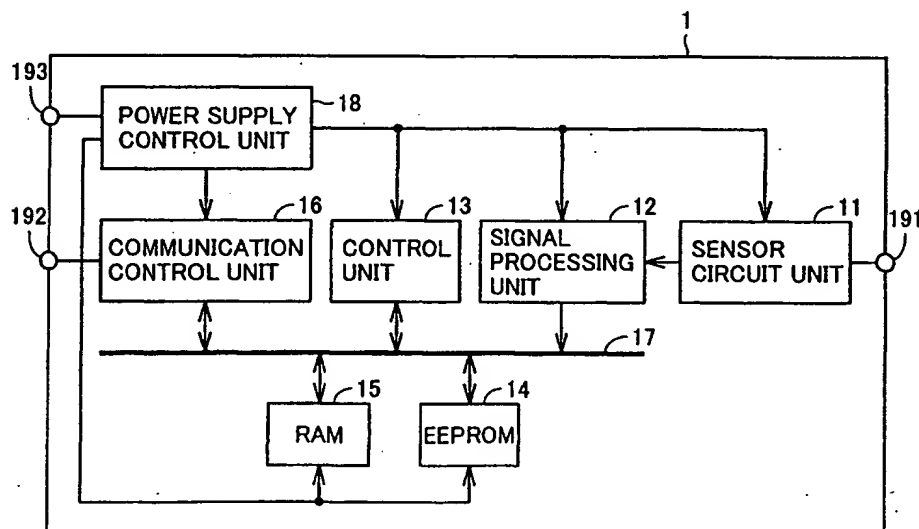 1
193
18
POWER SUPPLY
CONTROL UNIT
192
16
COMMUNICATION
CONTROL UNIT
13
CONTROL
UNIT
12
SIGNAL
PROCESSING
UNIT
11
SENSOR
CIRCUIT UNIT
191
17
15
RAM
14
EEPROM